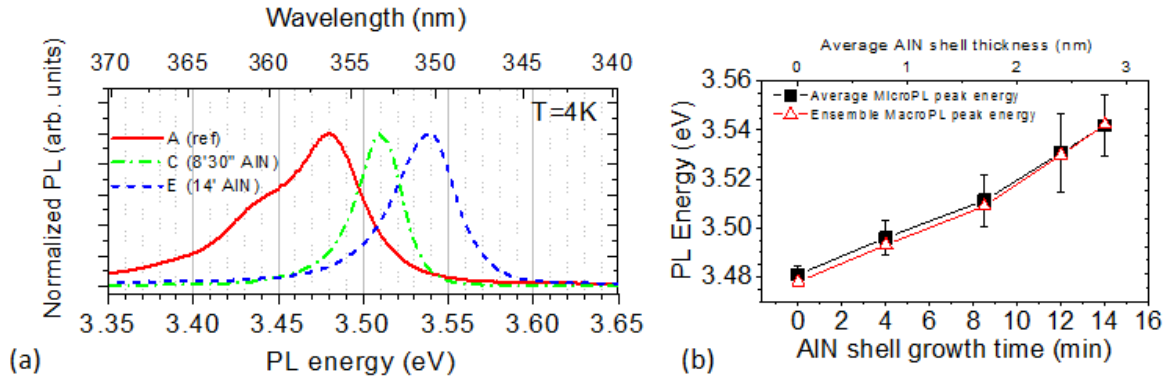 Wavelength (nm)
370 365 360 355 350 345 340
Normalized PL (arb. units)
T=4K
A (ref)
C (8'30" AlN)
E (14' AlN)
3.35 3.40 3.45 3.50 3.55 3.60 3.65
PL energy (eV)
(a)
Average AlN shell thickness (nm)
0 1 2 3
PL Energy (eV)
3.56
3.54
3.52
3.50
3.48
Average MicroPL peak energy
Ensemble MacroPL peak energy
0 2 4 6 8 10 12 14 16
AlN shell growth time (min)
(b)